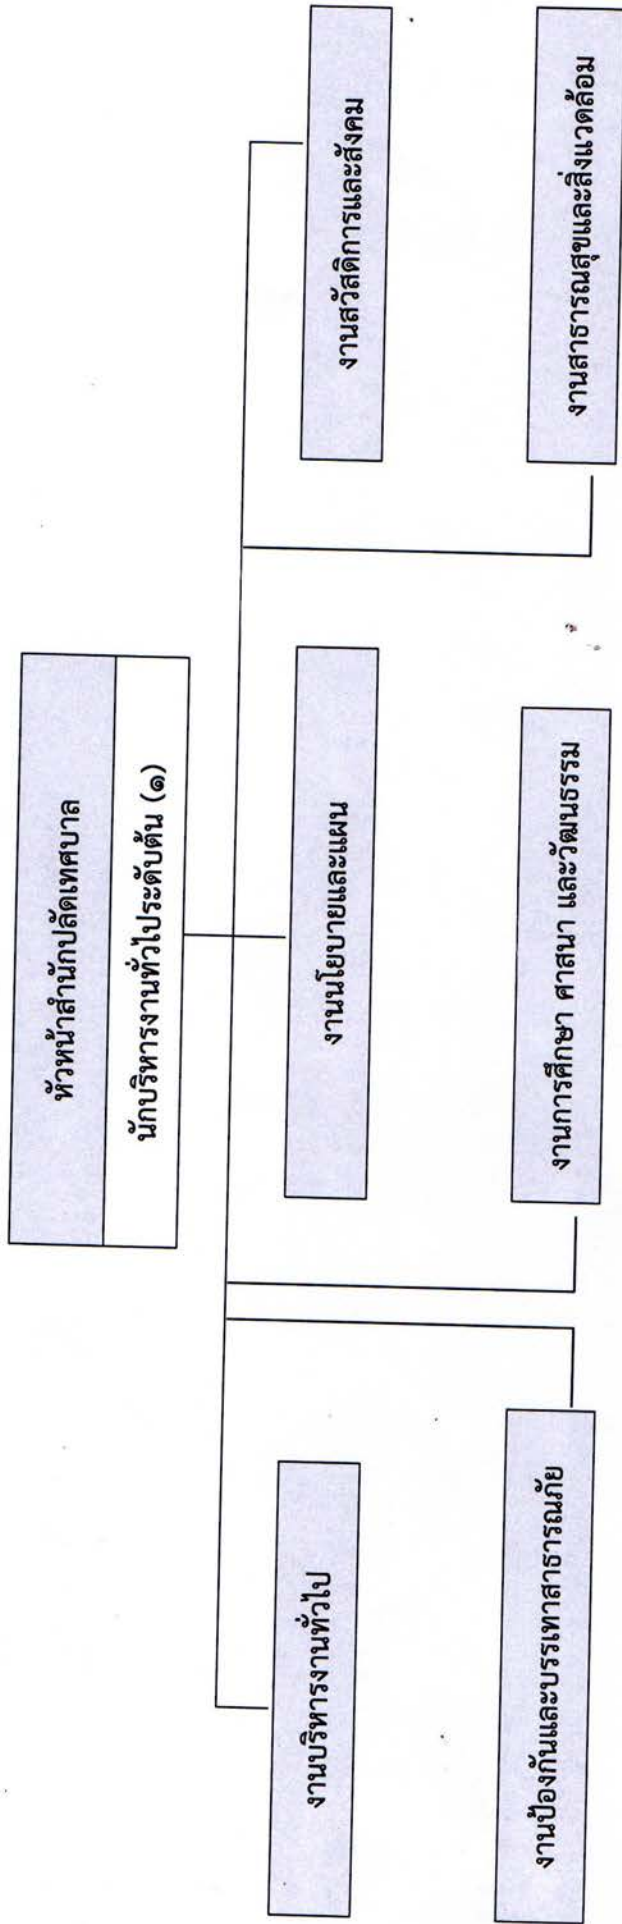 หัวหน้าสำนักปลัดเทศบาล
นักบริหารงานทั่วไประดับต้น (๑)
งานบริหารงานทั่วไป
งานนโยบายและแผน
งานสวัสดิการและสังคม
งานป้องกันและบรรเทาสาธารณภัย
งานการศึกษา ศาสนา และวัฒนธรรม
งานสาธารณสุขและสิ่งแวดล้อม